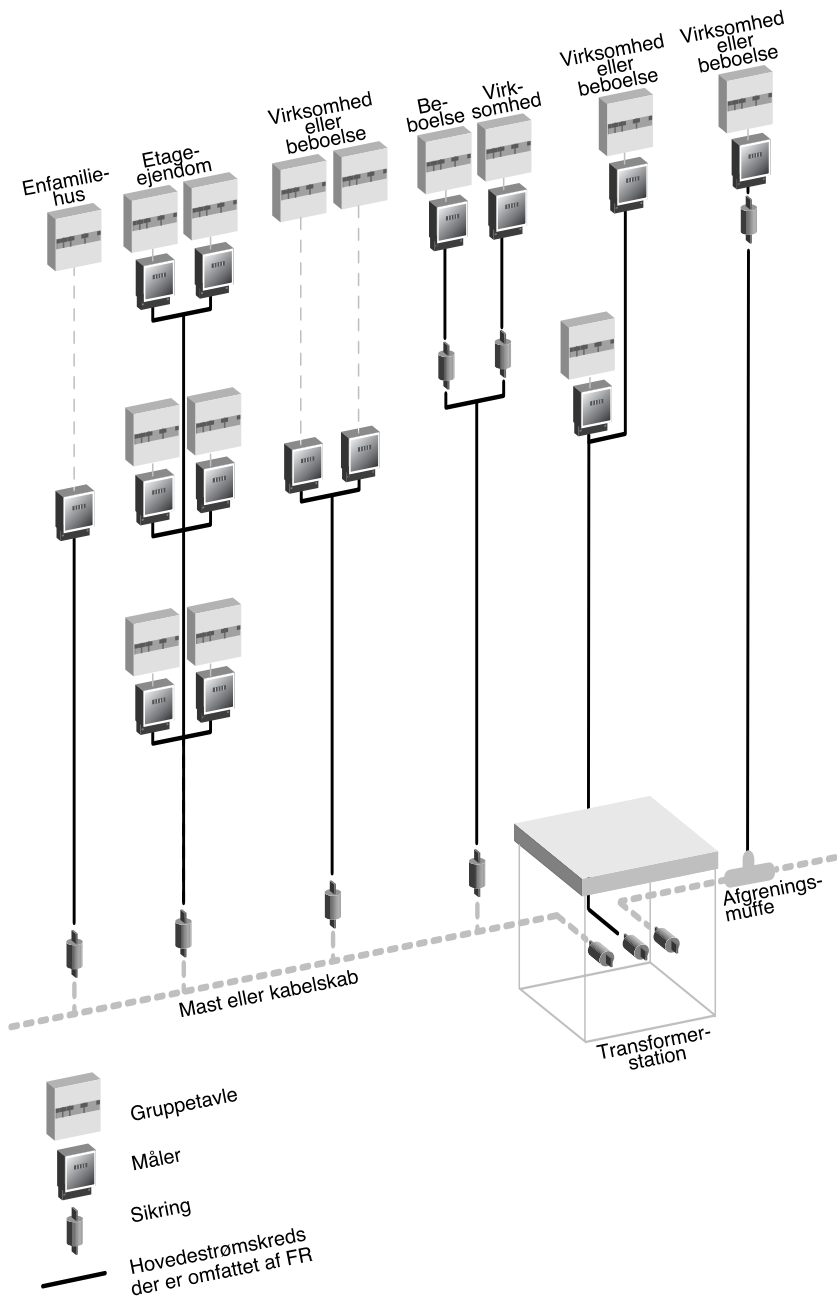 Enfamilie-
hus
Etage-
ejendom
Virksomhed
eller
beboelse
Be-
boelse
Virk-
somhed
Virksomhed
eller
beboelse
Virksomhed
eller
beboelse
Afgrenings-
muffe
Mast eller kabelskab
Transformer-
station
Gruppetavle
Måler
Sikring
Hovedestrømskreds
der er omfattet af FR